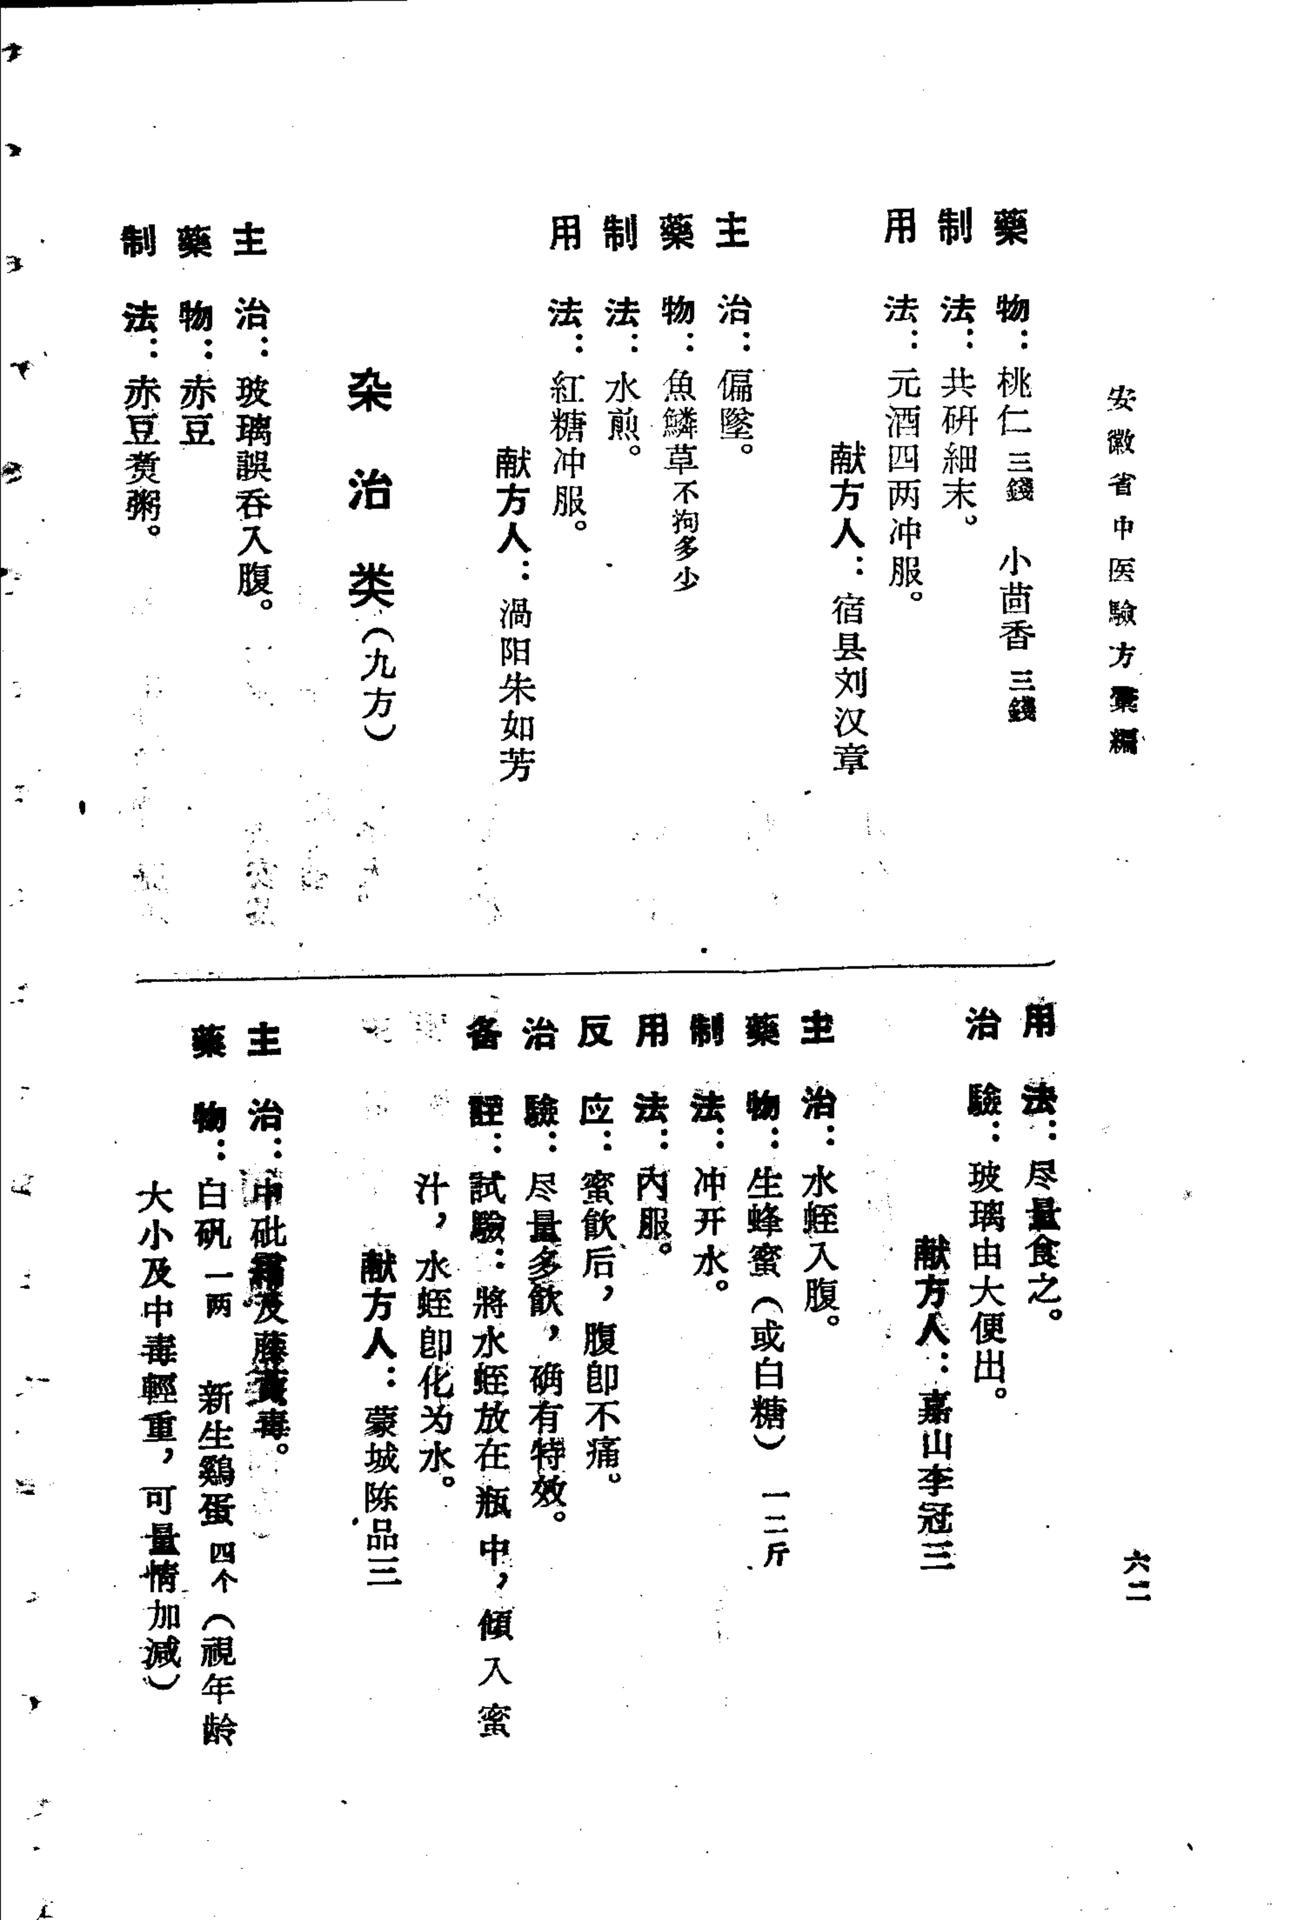 安徽省中医驗方彙編
六二
藥　物：桃仁三錢　小茴香三錢
制　法：共硏細末。
用　法：元酒四两冲服。
献方人：宿县刘汉章
主　治：偏墜。
藥　物：魚鱗草不拘多少
制　法：水煎。
用　法：紅糖冲服。
献方人：渦阳朱如芳
杂治类（九方）
主　治：玻璃誤吞入腹。
藥　物：赤豆
制　法：赤豆煑粥。
用　法：尽量食之。
治　驗：玻璃由大便出。
献方人：嘉山李冠三
主　治：水蛭入腹。
藥　物：生蜂蜜（或白糖）一二斤
制　法：冲开水。
用　法：内服。
反　应：蜜飮后，腹卽不痛。
治　驗：尽量多飮，确有特效。
备　註：試驗：將水蛭放在瓶中，傾入蜜
汁，水蛭卽化为水。
献方人：蒙城陈品三
主　治：中砒霜及藤黃毒。
藥　物：白矾一两　新生鷄蛋四个（視年龄
大小及中毒輕重，可量情加減）